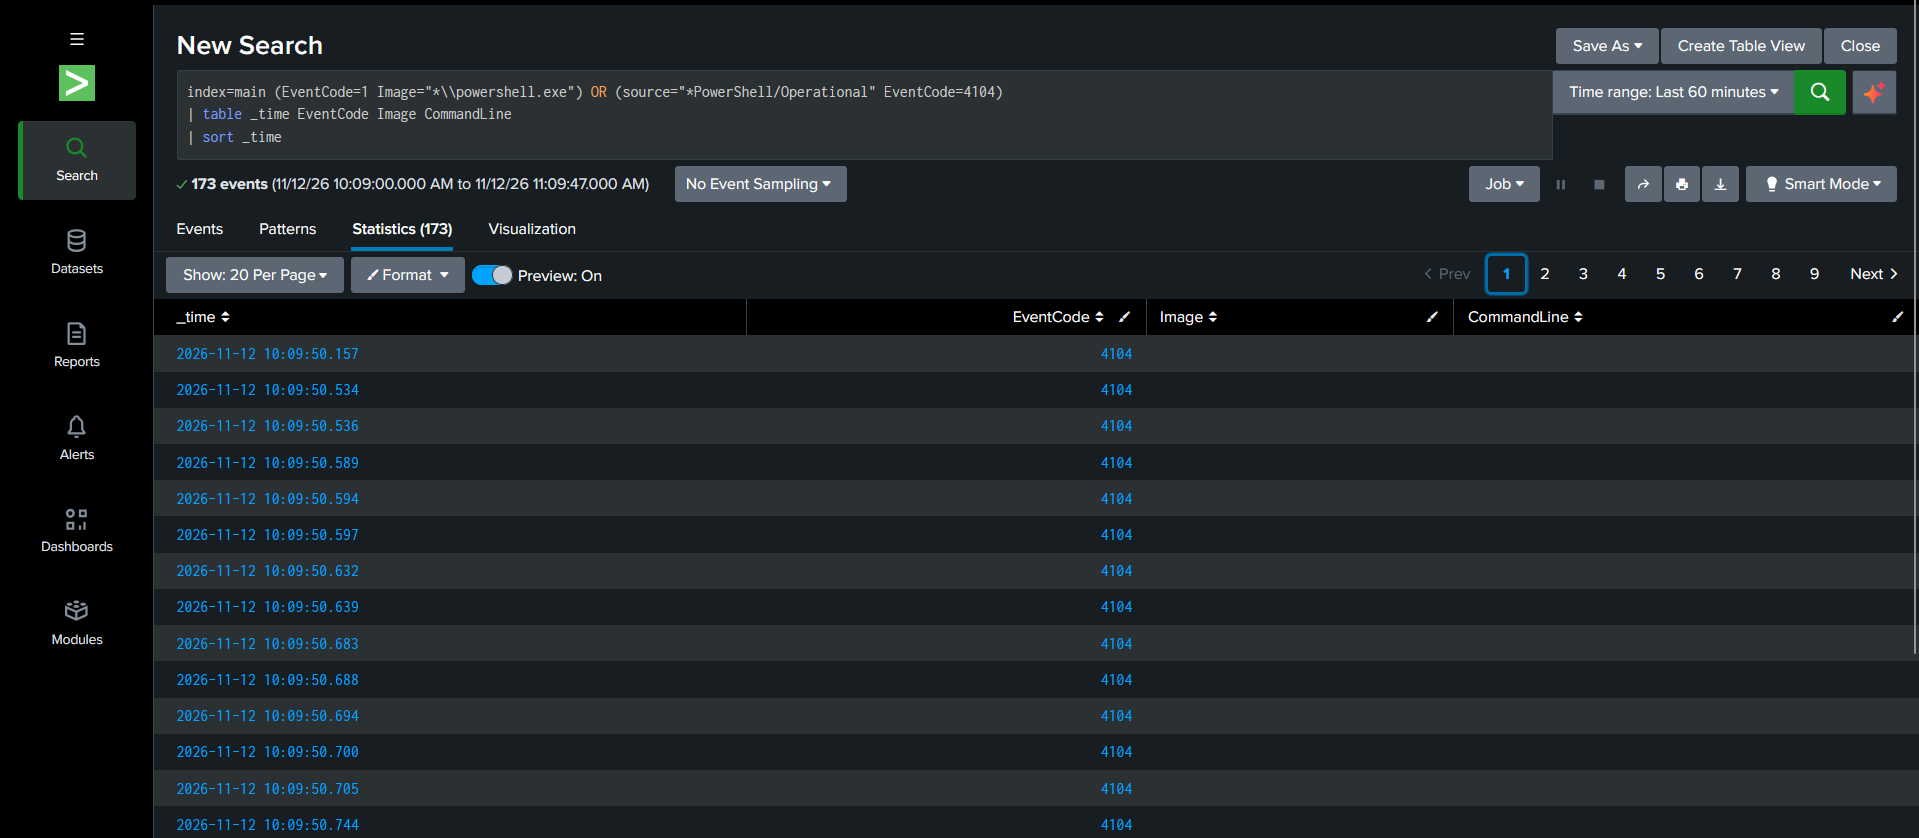 New Search
Save As
Create Table View
Close
index=main (EventCode=1 Image="*\\powershell.exe") OR (source="*PowerShell/Operational" EventCode=4104)
| table _time EventCode Image CommandLine
| sort _time
Time range: Last 60 minutes
Search
Datasets
Reports
Alerts
Dashboards
Modules
173 events (11/12/26 10:09:00.000 AM to 11/12/26 11:09:47.000 AM)
No Event Sampling
Job
Smart Mode
Events Patterns Statistics (173) Visualization
Show: 20 Per Page
Format
Preview: On
Prev 1 2 3 4 5 6 7 8 9 Next
_time EventCode Image CommandLine
2026-11-12 10:09:50.157 4104
2026-11-12 10:09:50.534 4104
2026-11-12 10:09:50.536 4104
2026-11-12 10:09:50.589 4104
2026-11-12 10:09:50.594 4104
2026-11-12 10:09:50.597 4104
2026-11-12 10:09:50.632 4104
2026-11-12 10:09:50.639 4104
2026-11-12 10:09:50.683 4104
2026-11-12 10:09:50.688 4104
2026-11-12 10:09:50.694 4104
2026-11-12 10:09:50.700 4104
2026-11-12 10:09:50.705 4104
2026-11-12 10:09:50.744 4104